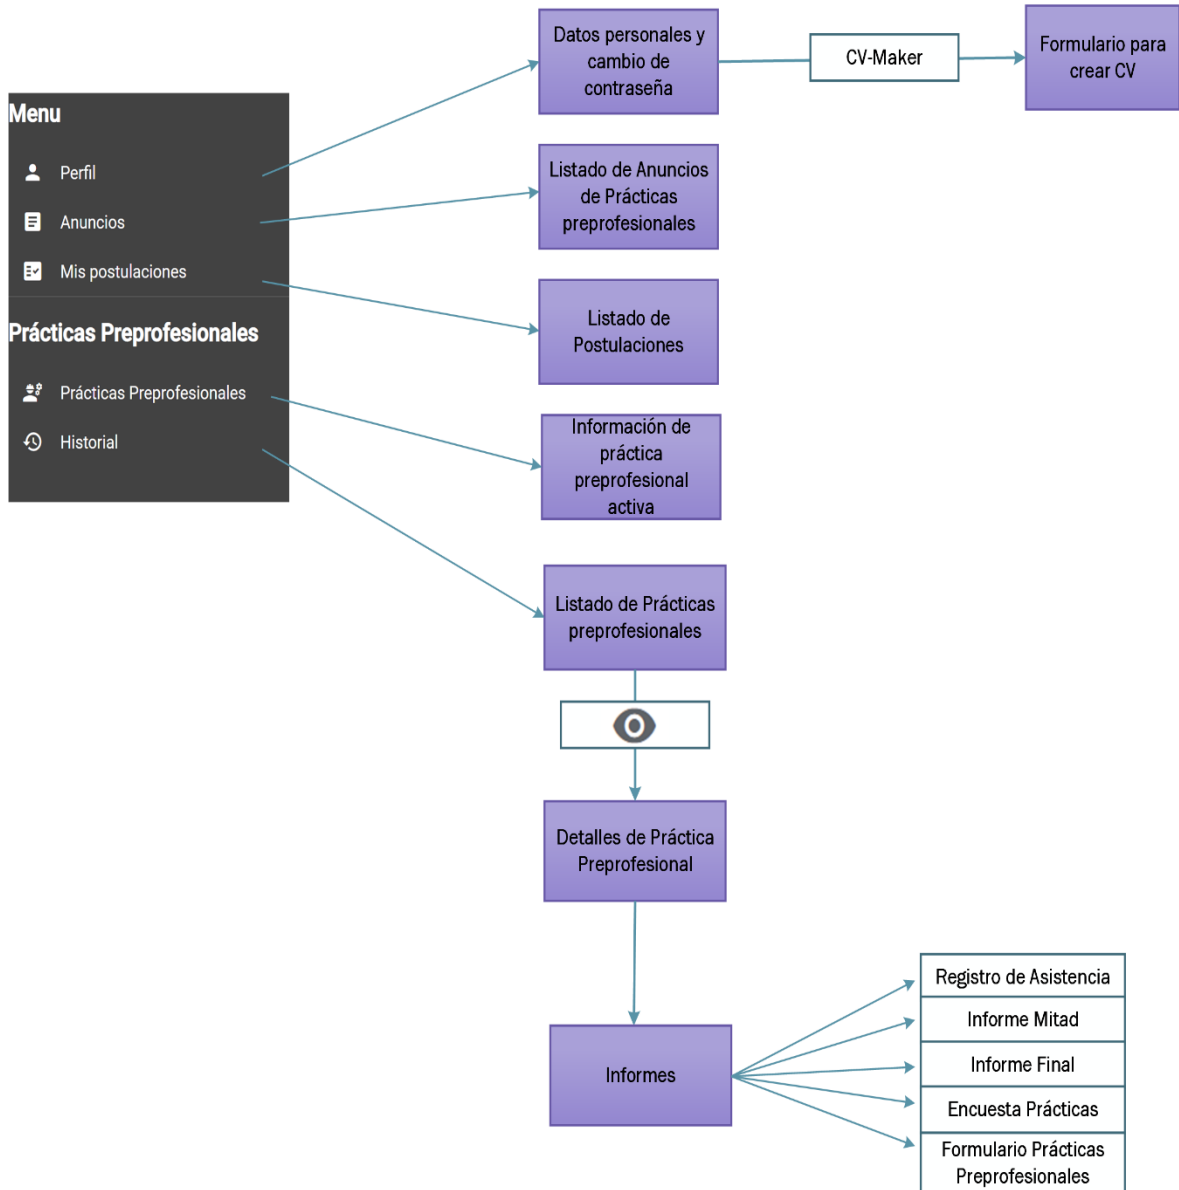 Datos personales y
cambio de
contraseña
CV-Maker
Formulario para
crear CV
Menu
Perfil
Anuncios
Mis postulaciones
Prácticas Preprofesionales
Prácticas Preprofesionales
Historial
Listado de Anuncios
de Prácticas
preprofesionales
Listado de
Postulaciones
Información de
práctica
preprofesional
activa
Listado de Prácticas
preprofesionales
Detalles de Práctica
Preprofesional
Informes
Registro de Asistencia
Informe Mitad
Informe Final
Encuesta Prácticas
Formulario Prácticas
Preprofesionales